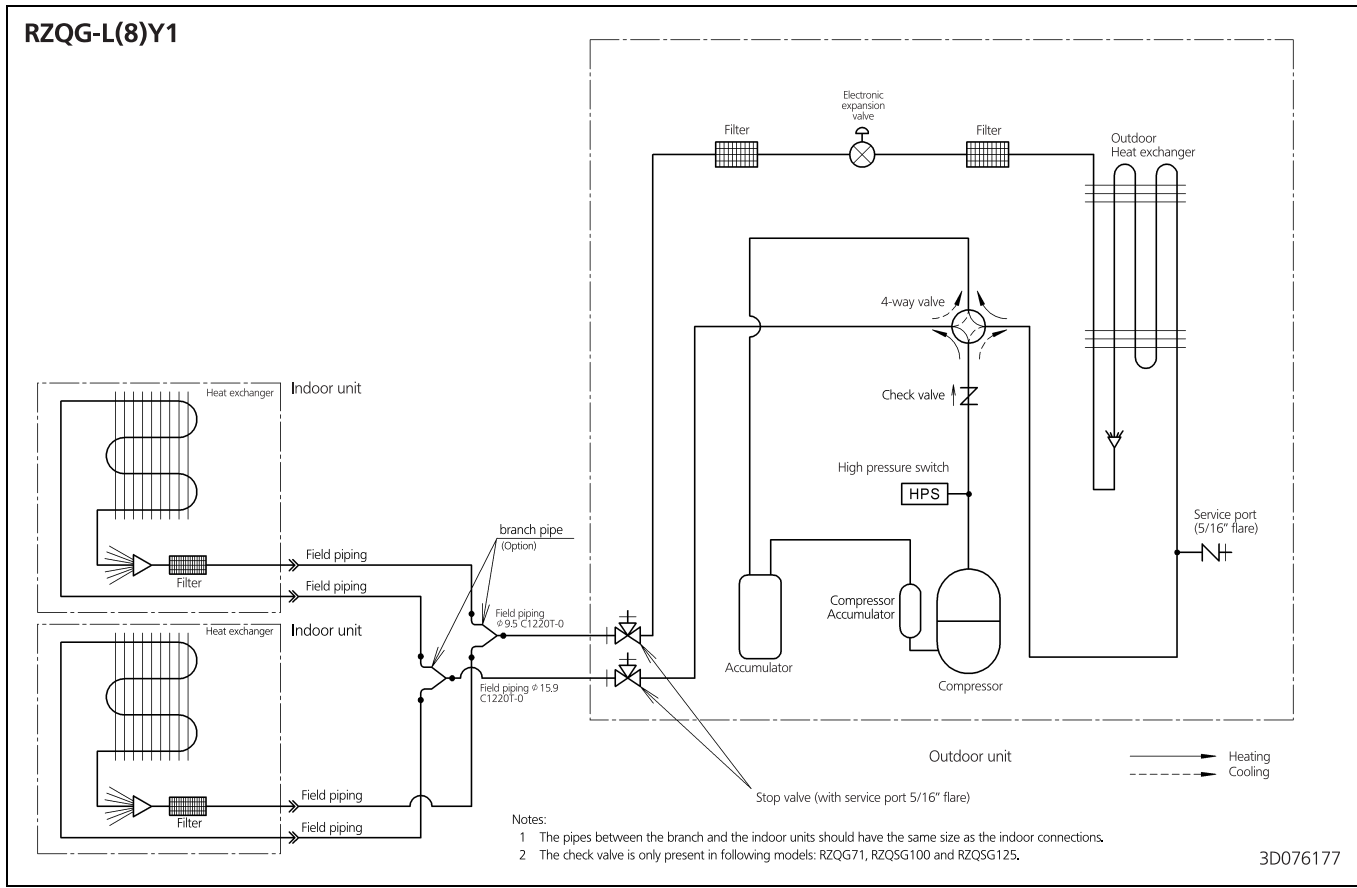 RZQG-L(8)Y1
Electronic
expansion
valve
Filter
Filter
Outdoor
Heat exchanger
4-way valve
Check valve
High pressure switch
HPS
Service port
(5/16" flare)
Compressor
Accumulator
Accumulator
Compressor
Heat exchanger
Indoor unit
Filter
Field piping
Field piping
branch pipe
(Option)
Field piping
φ9.5 C1220T-0
Heat exchanger
Indoor unit
Field piping φ15.9
C1220T-0
Filter
Field piping
Field piping
Outdoor unit
Heating
Cooling
Stop valve (with service port 5/16" flare)
Notes:
1 The pipes between the branch and the indoor units should have the same size as the indoor connections.
2 The check valve is only present in following models: RZQG71, RZQSG100 and RZQSG125.
3D076177